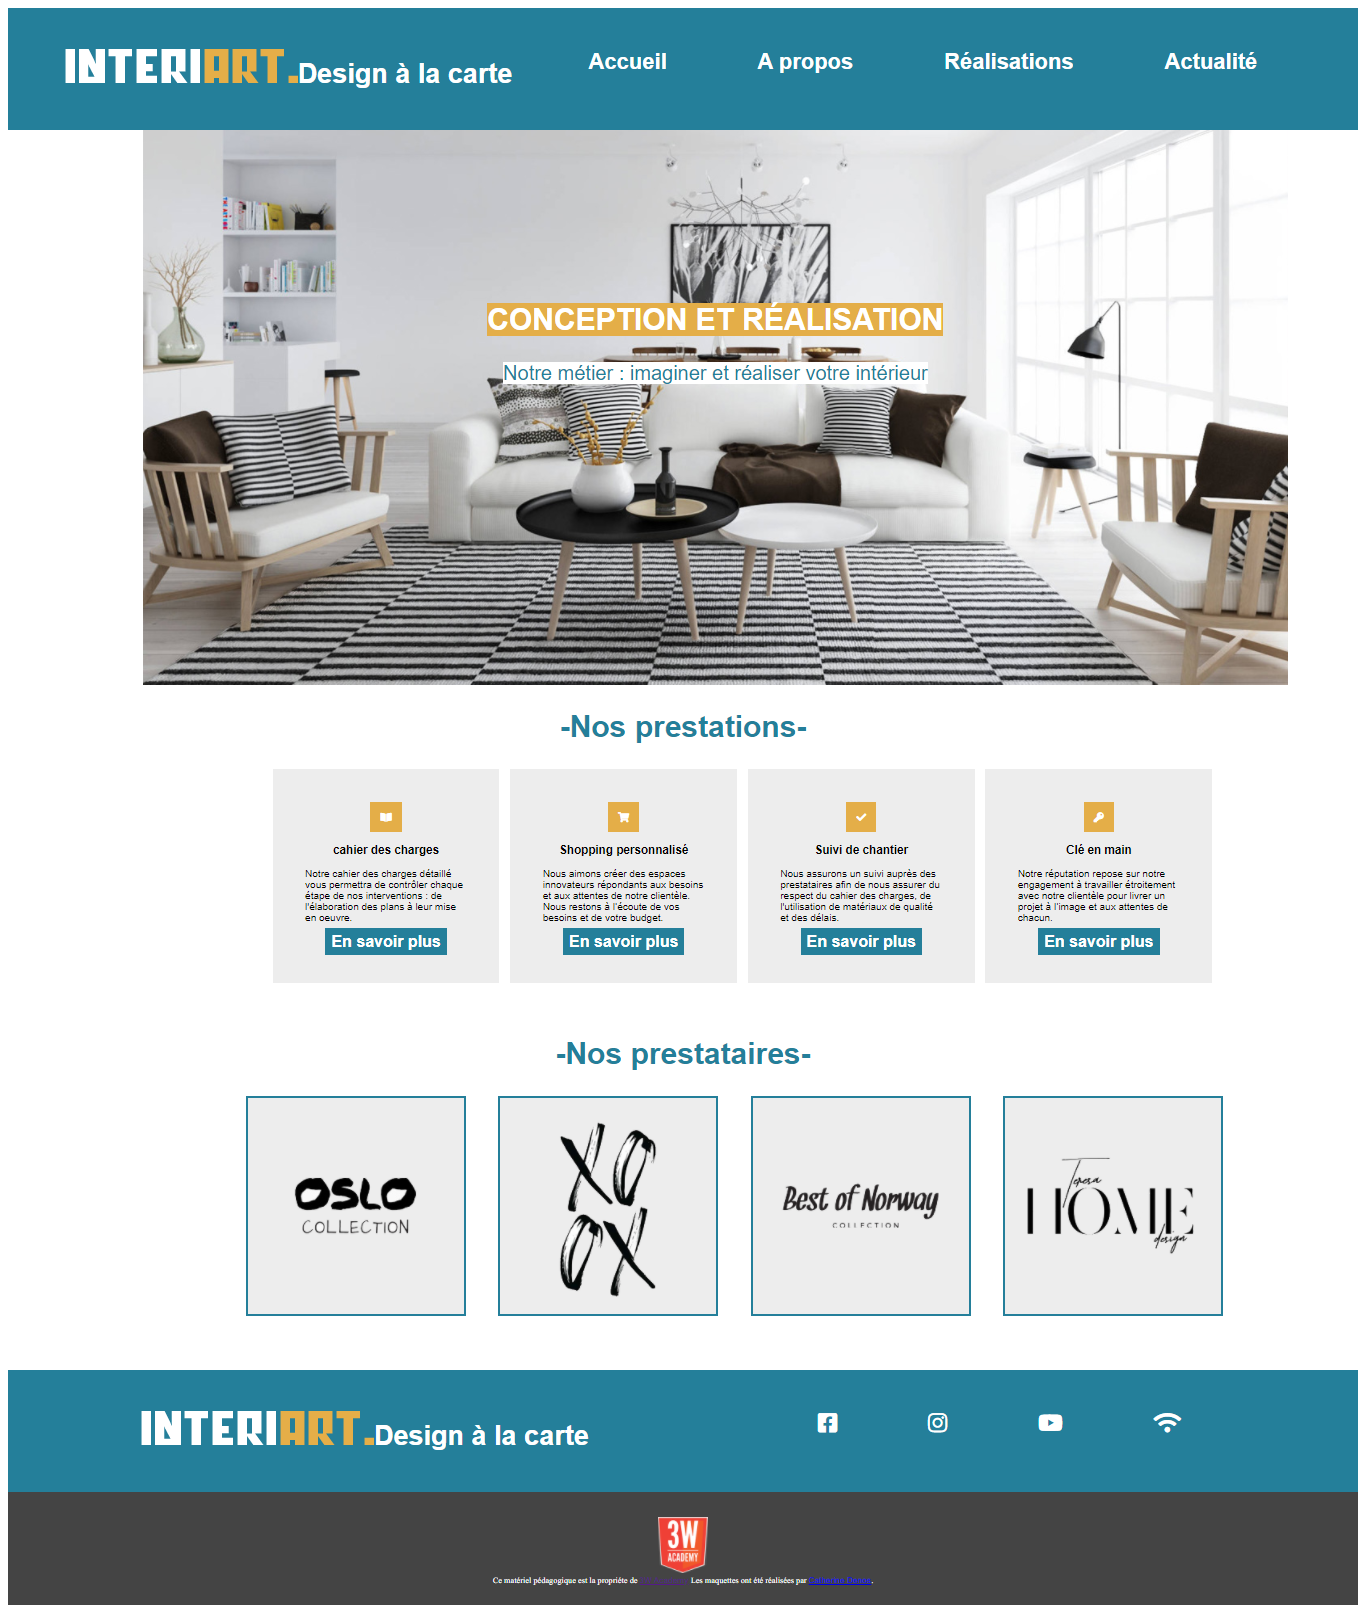 INTERIART.Design à la carte
Accueil
A propos
Réalisations
Actualité
CONCEPTION ET RÉALISATION
Notre métier : imaginer et réaliser votre intérieur
-Nos prestations-
cahier des charges
Notre cahier des charges détaillé
vous permettra de contrôler chaque
étape de nos interventions : de
l'élaboration des plans à leur mise
en oeuvre.
En savoir plus
Shopping personnalisé
Nous aimons créer des espaces
innovateurs répondants aux besoins
et aux attentes de notre clientèle.
Nous restons à l'écoute de vos
besoins et de votre budget.
En savoir plus
Suivi de chantier
Nous assurons un suivi auprès des
prestataires afin de nous assurer du
respect du cahier des charges, de
l'utilisation de matériaux de qualité
et des délais.
En savoir plus
Clé en main
Notre réputation repose sur notre
engagement à travailler étroitement
avec notre clientèle pour livrer un
projet à l'image et aux attentes de
chacun.
En savoir plus
-Nos prestataires-
OSLO
COLLECTION
XO
OX
Best of Norway
COLLECTION
Teresa
HOME
design
INTERIART.Design à la carte
3W
ACADEMY
Ce matériel pédagogique est la propriéte de Les maquettes ont été réalisées par